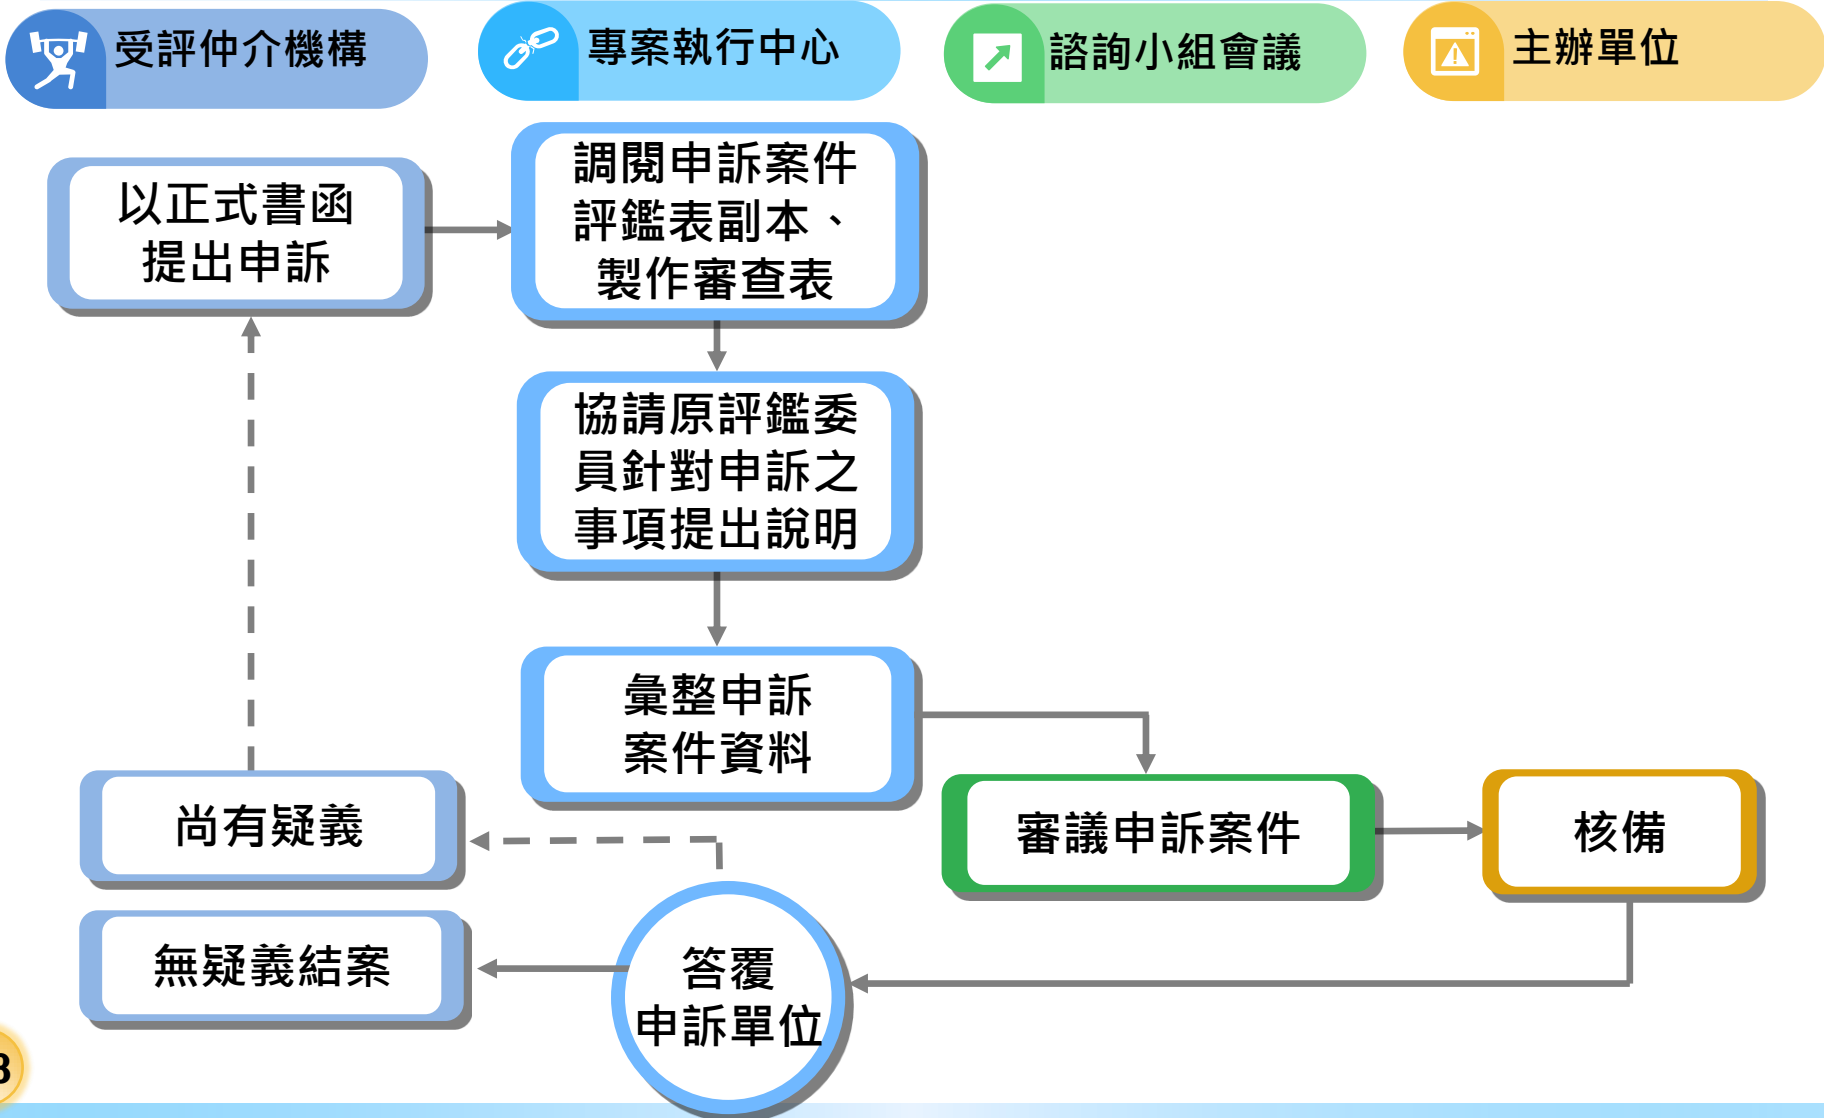 受評仲介機構
專案執行中心
諮詢小組會議
主辦單位
以正式書函
提出申訴
調閱申訴案件
評鑑表副本、
製作審查表
協請原評鑑委
員針對申訴之
事項提出說明
彙整申訴
案件資料
審議申訴案件
核備
尚有疑義
無疑義結案
答覆
申訴單位